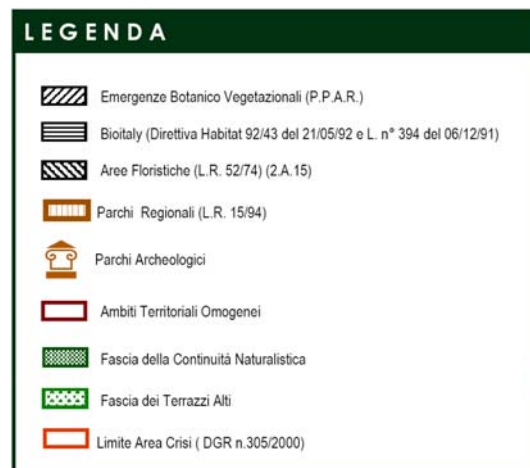 LEGENDA
Emergenze Botanico Vegetazionali (P.P.A.R.)
Bioitaly (Direttiva Habitat 92/43 del 21/05/92 e L. n° 394 del 06/12/91)
Aree Floristiche (L.R. 52/74) (2.A.15)
Parchi Regionali (L.R. 15/94)
Parchi Archeologici
Ambiti Territoriali Omogenei
Fascia della Continuità Naturalistica
Fascia dei Terrazzi Alti
Limite Area Crisi ( DGR n.305/2000)